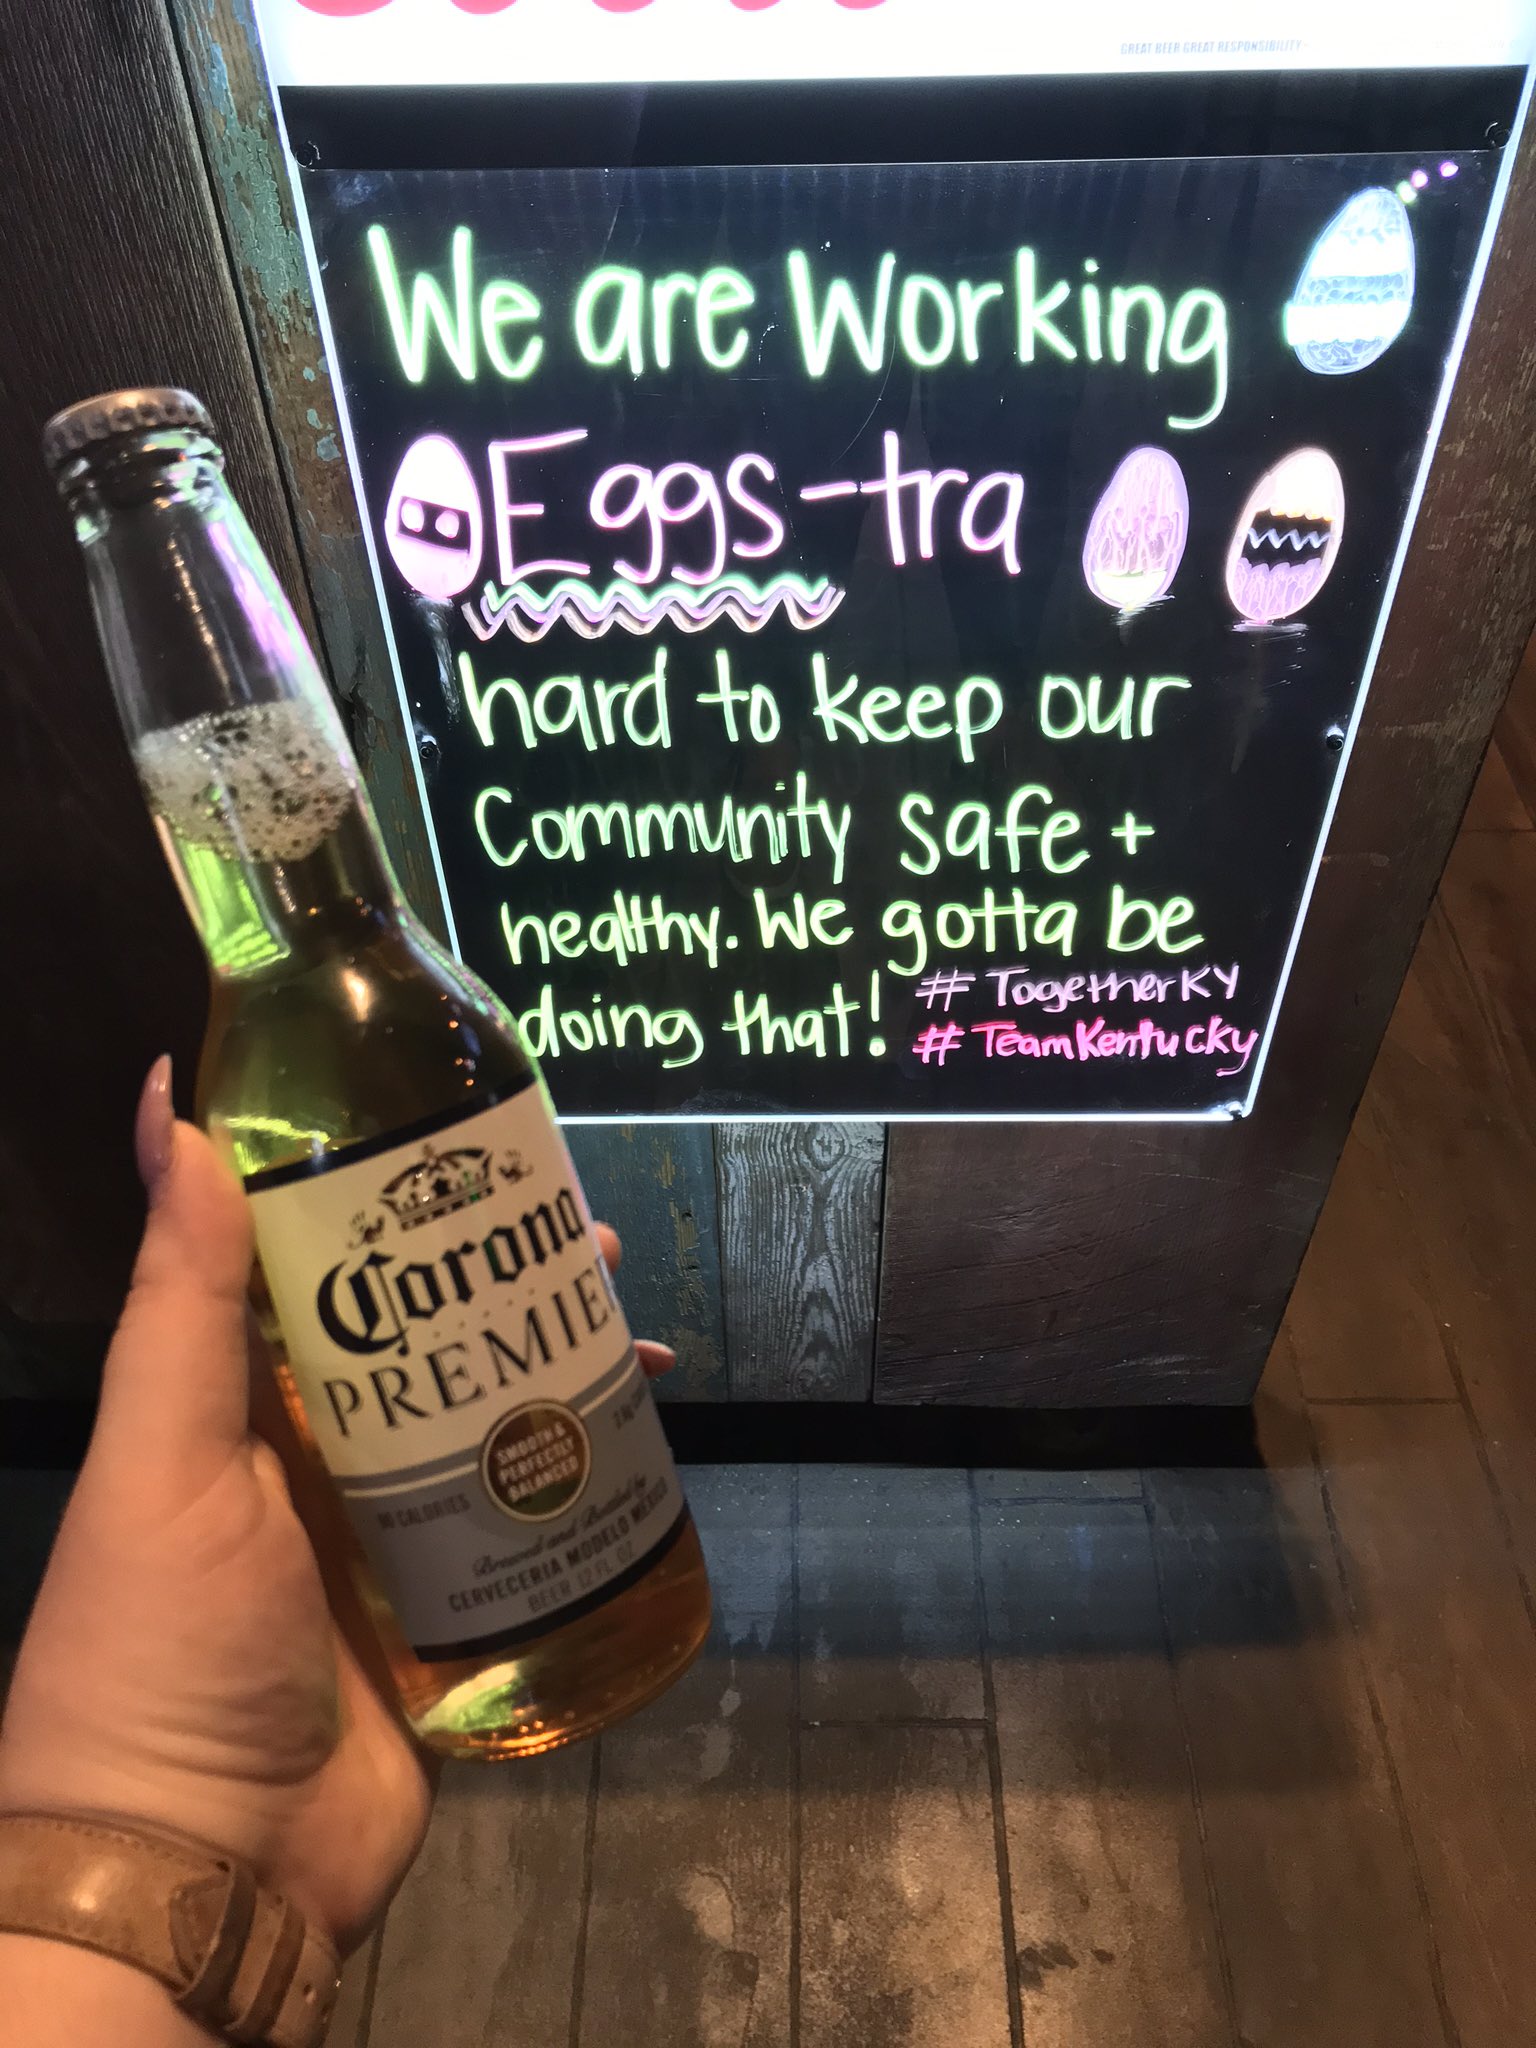 GREAT BEER GREAT RESPONSIBILITY
We are Working
Eggs-tra
hard to keep our
Community safe +
healthy. We gotta be
doing that!
#TogetherKY
#TeamKentucky
Corona
PREMIER
SMOOTH &
PERFECTLY
BALANCED
90 CALORIES
Brewed and Bottled by
CERVECERIA MODELO MEXICO
BEER 12 FL OZ